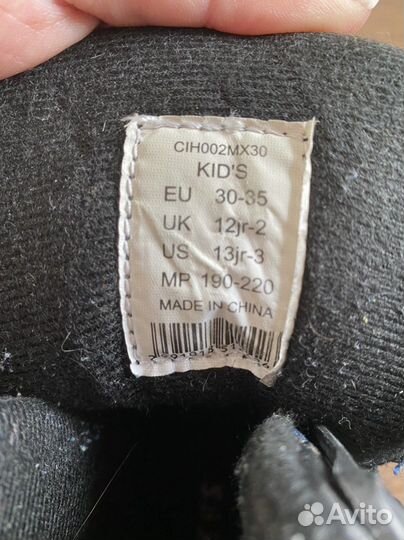 CIH002MX30
KID'S
EU 30-35
UK 12jr-2
US 13jr-3
MP 190-220
MADE IN CHINA
Avito